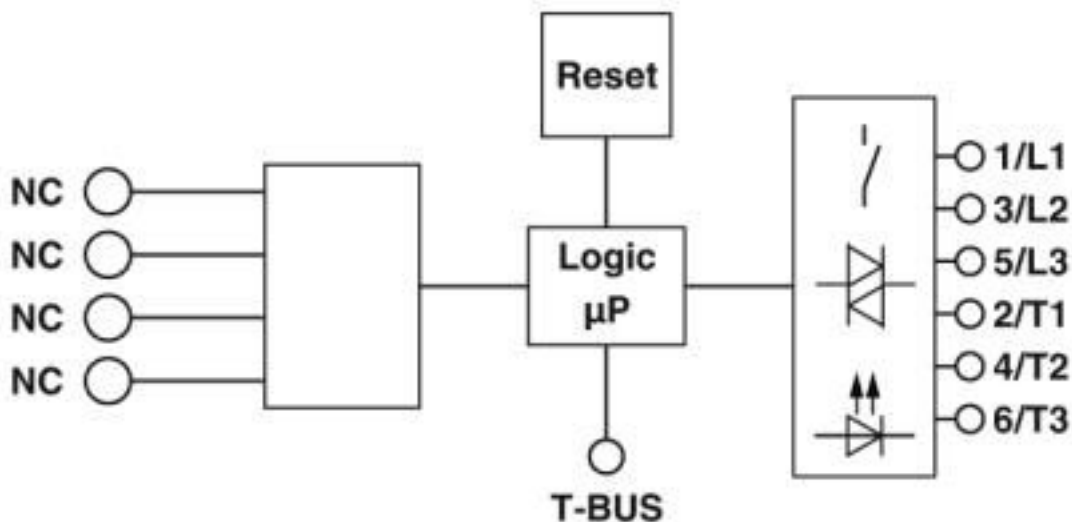 Reset
NC
NC
NC
NC
Logic
µP
T-BUS
1/L1
3/L2
5/L3
2/T1
4/T2
6/T3